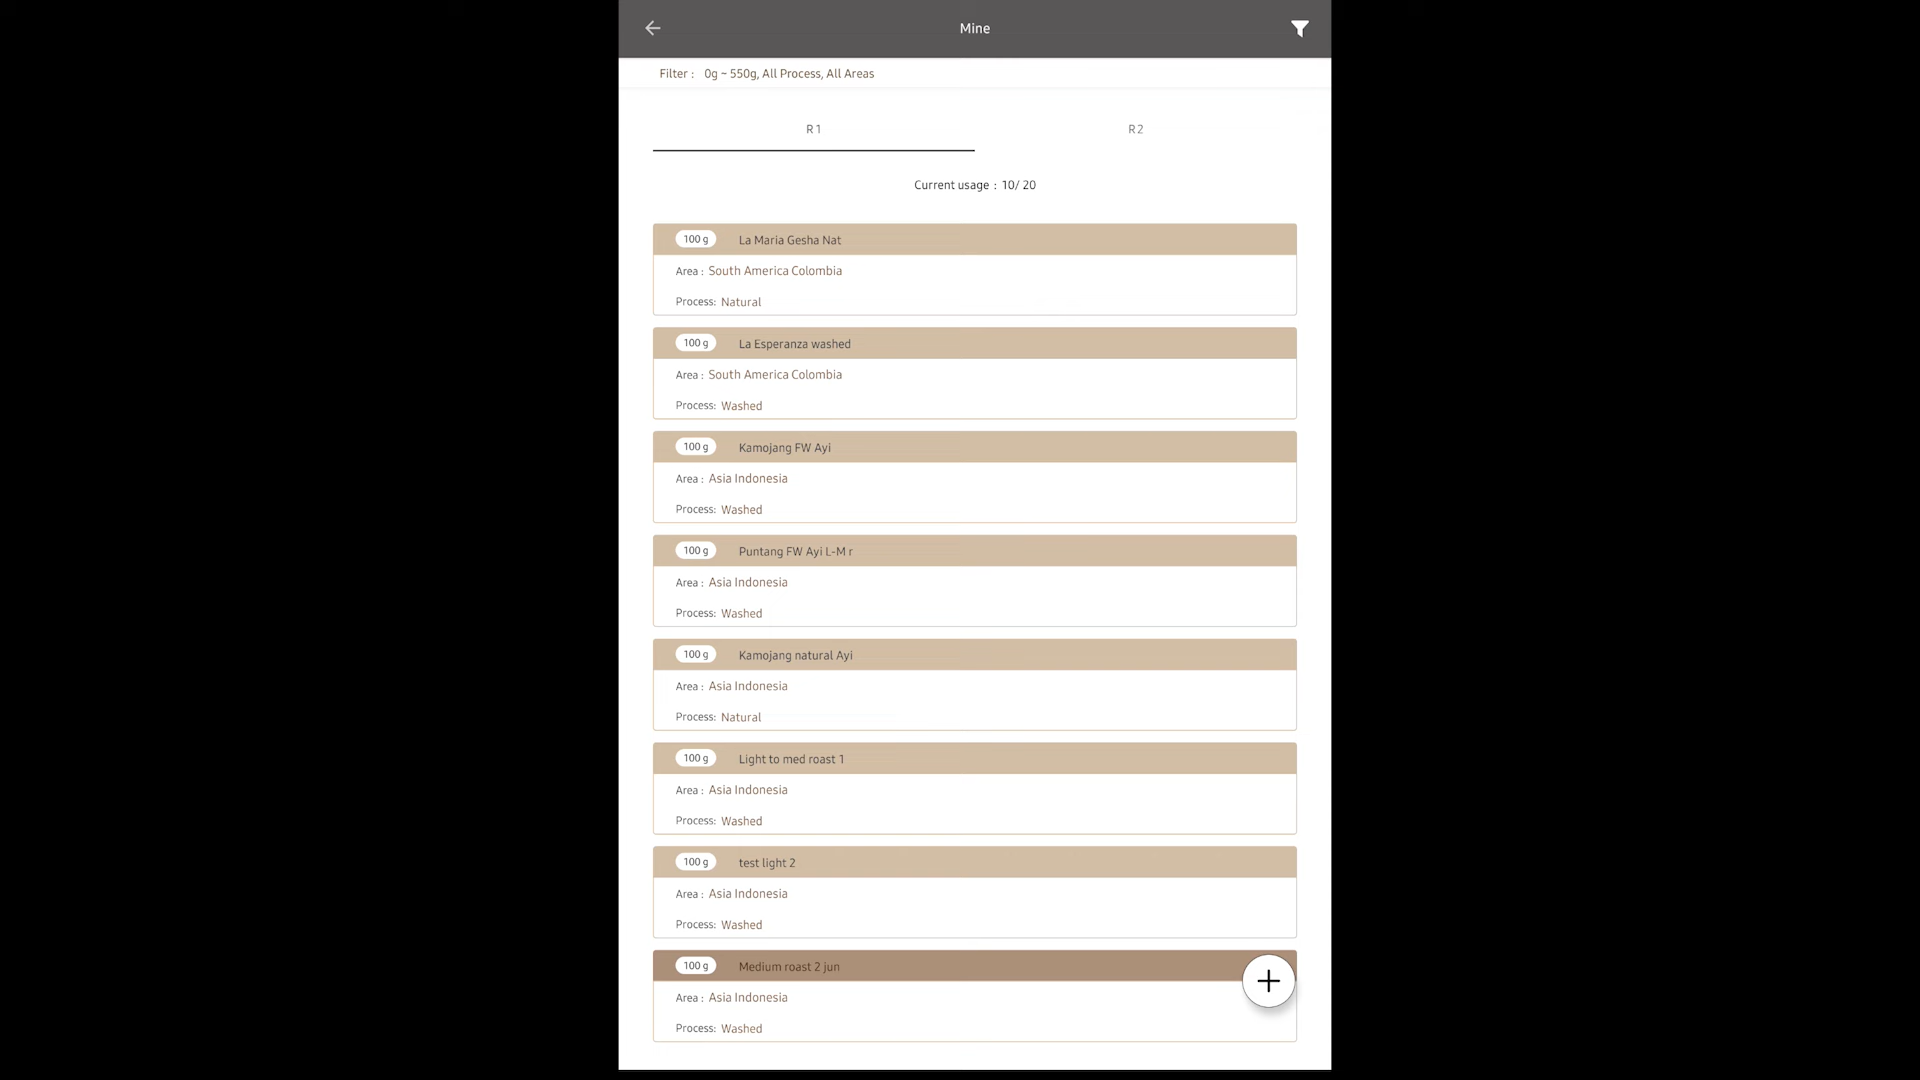 Mine
Filter : 0g ~ 550g, All Process, All Areas
R 1
R 2
Current usage : 10/ 20
100 g La Maria Gesha Nat
Area : South America Colombia
Process: Natural
100 g La Esperanza washed
Area : South America Colombia
Process: Washed
100 g Kamojang FW Ayi
Area : Asia Indonesia
Process: Washed
100 g Puntang FW Ayi L-M r
Area : Asia Indonesia
Process: Washed
100 g Kamojang natural Ayi
Area : Asia Indonesia
Process: Natural
100 g Light to med roast 1
Area : Asia Indonesia
Process: Washed
100 g test light 2
Area : Asia Indonesia
Process: Washed
100 g Medium roast 2 jun
Area : Asia Indonesia
Process: Washed